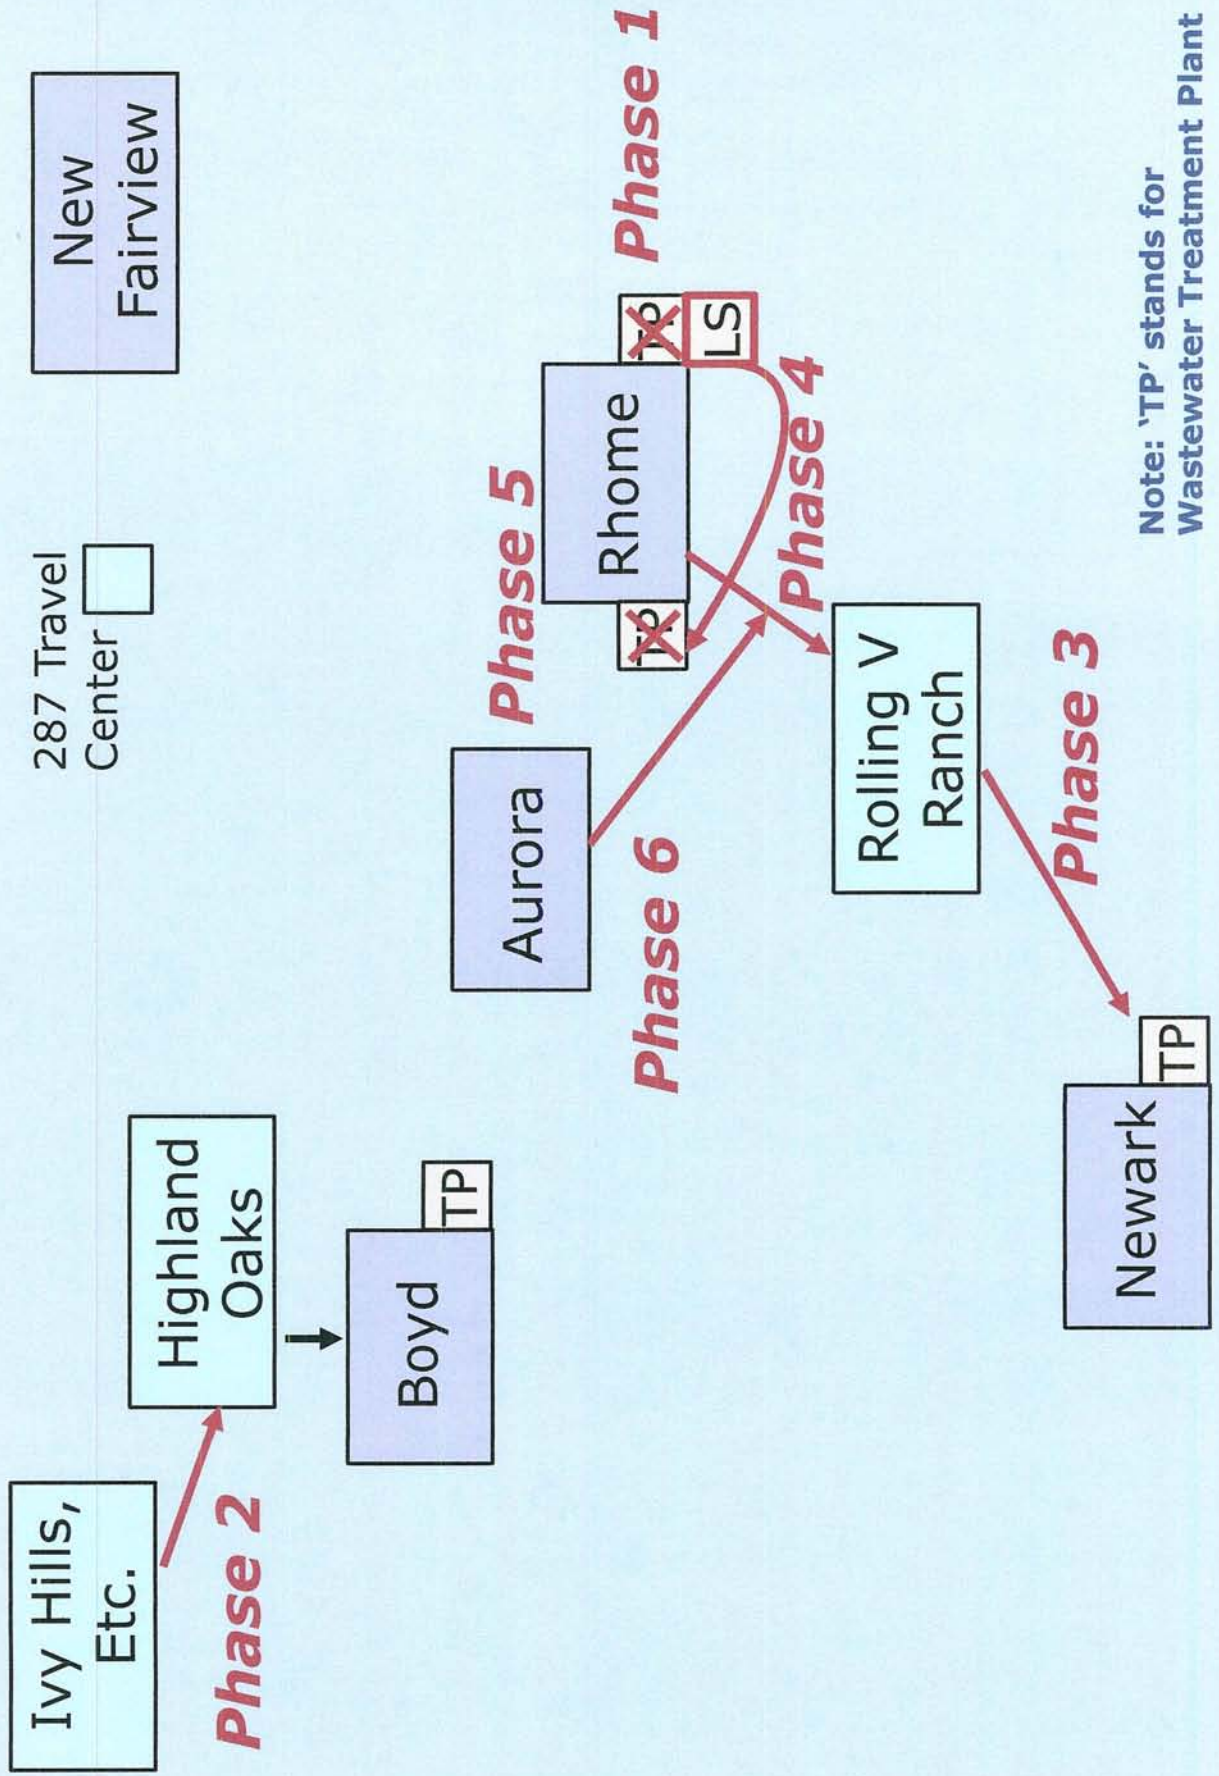 Ivy Hills,
Etc.
Phase 2
Highland
Oaks
Boyd
TP
287 Travel
Center
New
Fairview
Aurora
Phase 5
Phase 6
Rhome
TP
TP
LS
Phase 1
Phase 4
Rolling V
Ranch
Phase 3
Newark
TP
Note: ‘TP’ stands for
Wastewater Treatment Plant